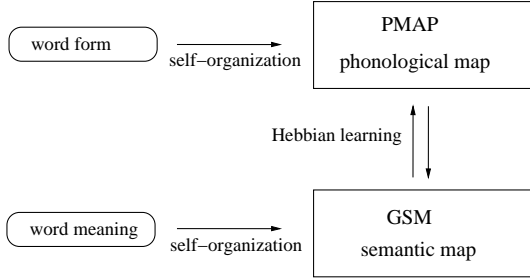 word form
self−organization
PMAP
phonological map
Hebbian learning
word meaning
self−organization
GSM
semantic map